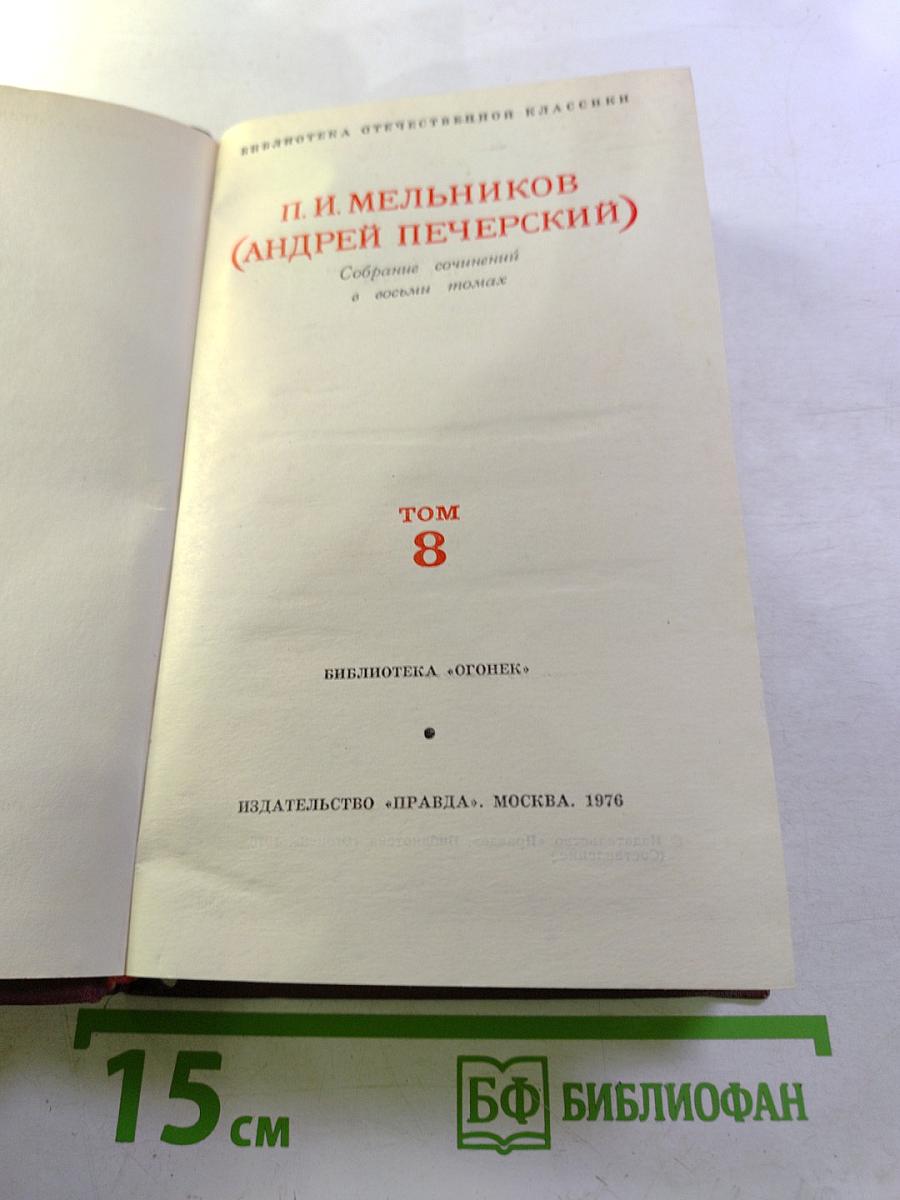 БИБЛИОТЕКА ОТЕЧЕСТВЕННОЙ КЛАССИКИ
П. И. МЕЛЬНИКОВ
(АНДРЕЙ ПЕЧЕРСКИЙ)
Собрание сочинений
в восьми томах
ТОМ
8
БИБЛИОТЕКА «ОГОНЕК»
ИЗДАТЕЛЬСТВО «ПРАВДА». МОСКВА. 1976
15 см
БФ БИБЛИОФАН